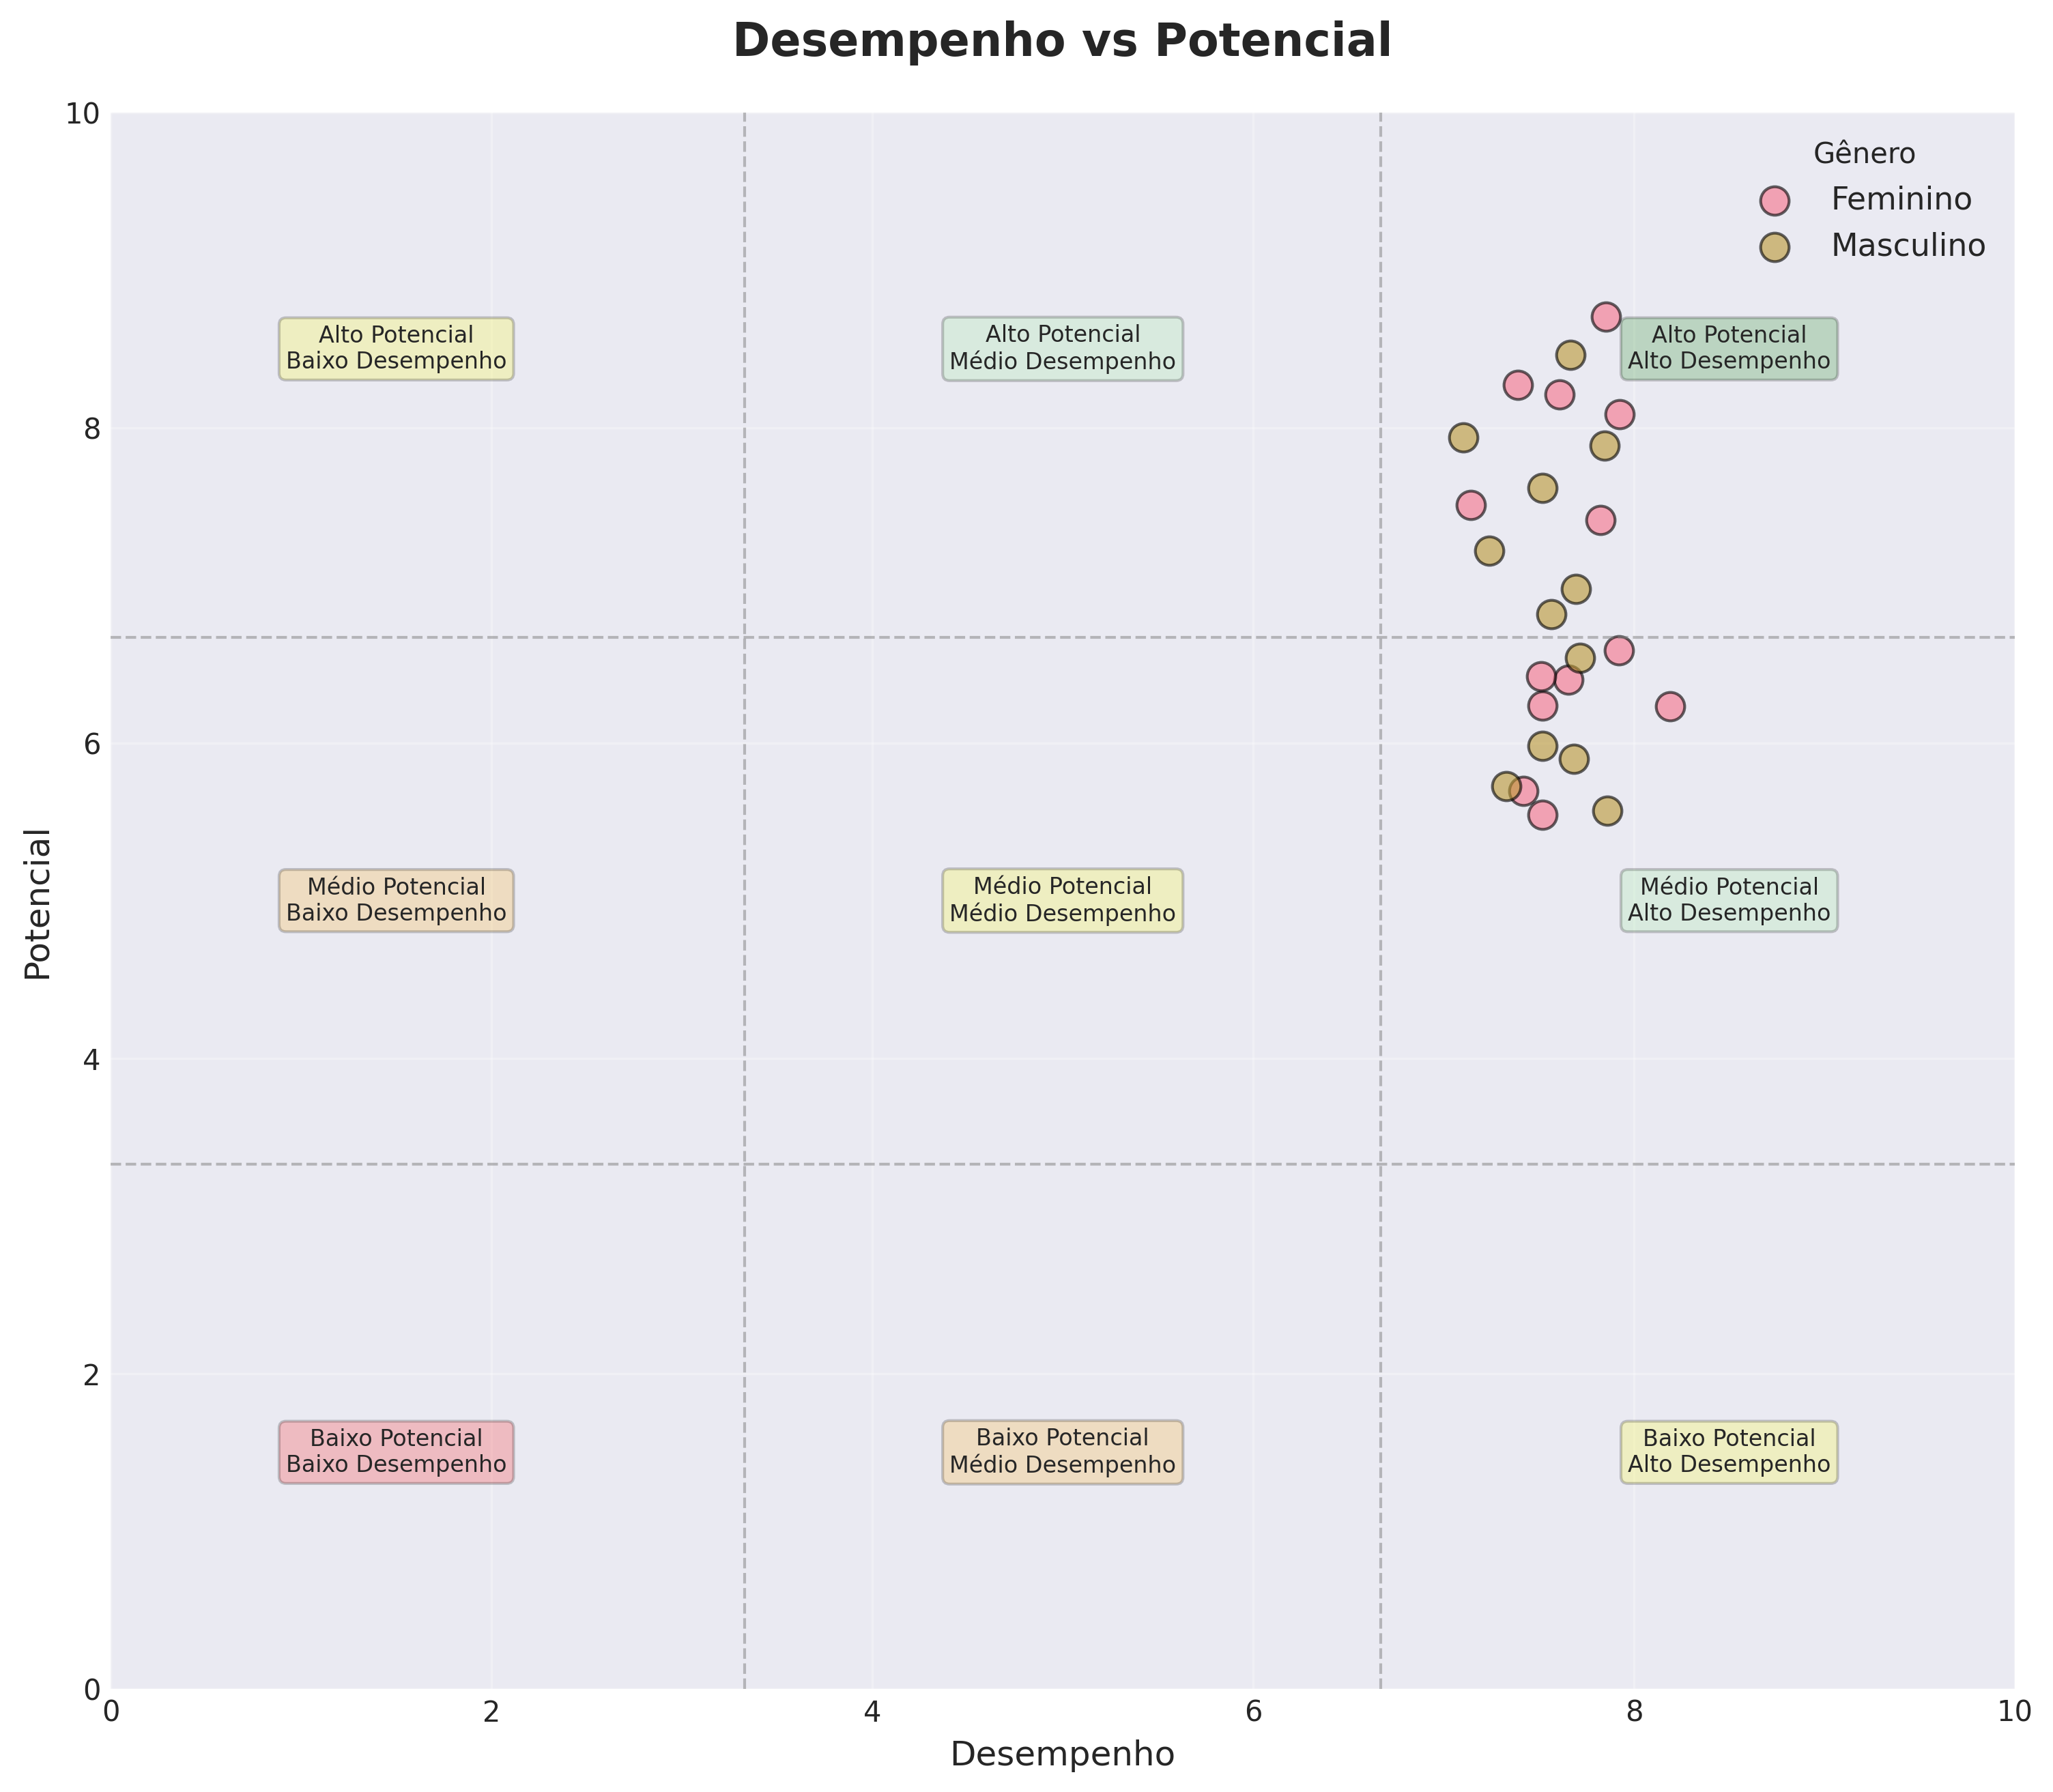 Desempenho vs Potencial
Gênero
Feminino
Masculino
Alto Potencial
Baixo Desempenho
Alto Potencial
Médio Desempenho
Alto Potencial
Alto Desempenho
Médio Potencial
Baixo Desempenho
Médio Potencial
Médio Desempenho
Médio Potencial
Alto Desempenho
Baixo Potencial
Baixo Desempenho
Baixo Potencial
Médio Desempenho
Baixo Potencial
Alto Desempenho
Potencial
10
8
6
4
2
0
0 2 4 6 8 10
Desempenho